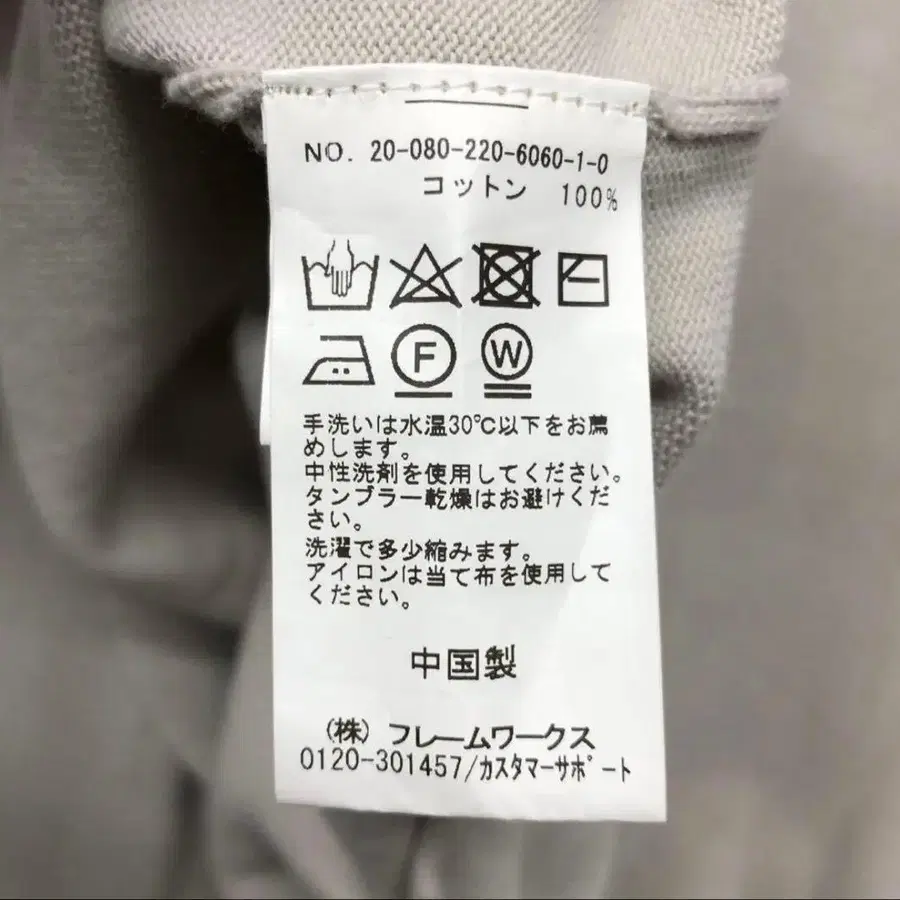 NO. 20-080-220-6060-1-0
コットン 100%
F W
手洗いは水温30℃以下をお薦
めします。
中性洗剤を使用してください。
タンブラー乾燥はお避けくだ
さい。
洗濯で多少縮みます。
アイロンは当て布を使用して
ください。
中国製
(株) フレームワークス
0120-301457/カスタマーサポート